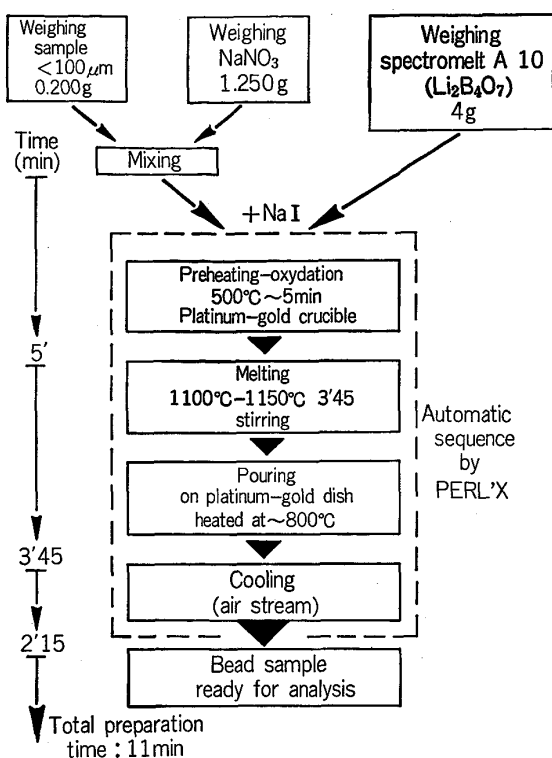 Weighing
sample
<100μm
0.200g
Weighing
NaNO₃
1.250g
Weighing
spectromelt A 10
(Li₂B₄O₇)
4g
Time
(min)
Mixing
+NaI
Preheating-oxydation
500℃~5min
Platinum-gold crucible
5'
Melting
1100℃-1150℃ 3'45
stirring
Automatic
sequence
by
PERL'X
Pouring
on platinum-gold dish
heated at~800℃
3'45
Cooling
(air stream)
2'15
Bead sample
ready for analysis
Total preparation
time : 11min